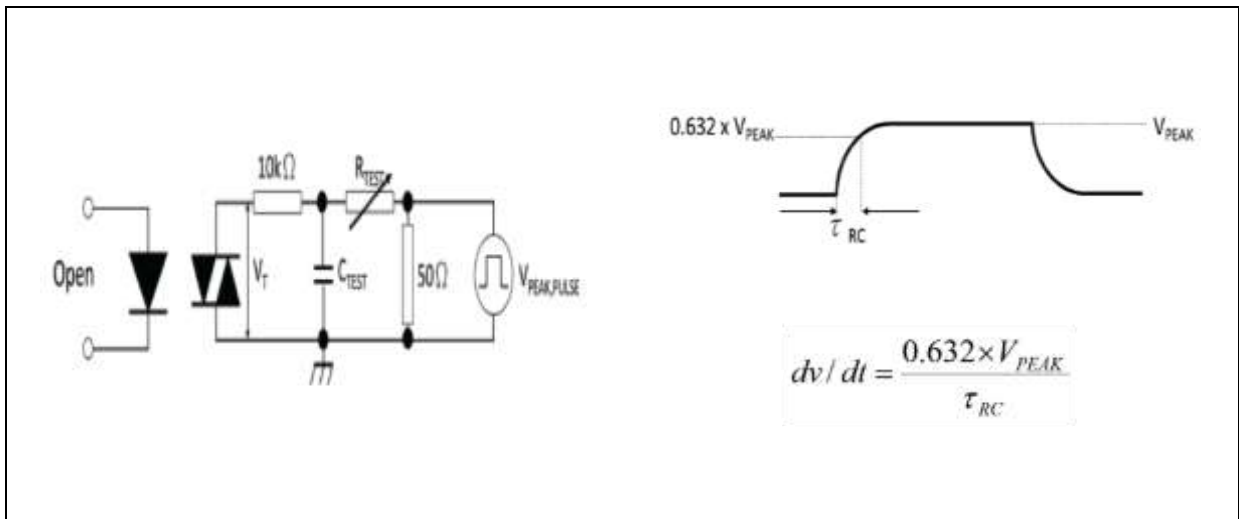 10kΩ
R_TEST
Open
V_T
C_TEST
50Ω
V_PEAK,PULSE
0.632 x V_PEAK
V_PEAK
τ RC
dv / dt = 0.632 × V_PEAK / τ_RC